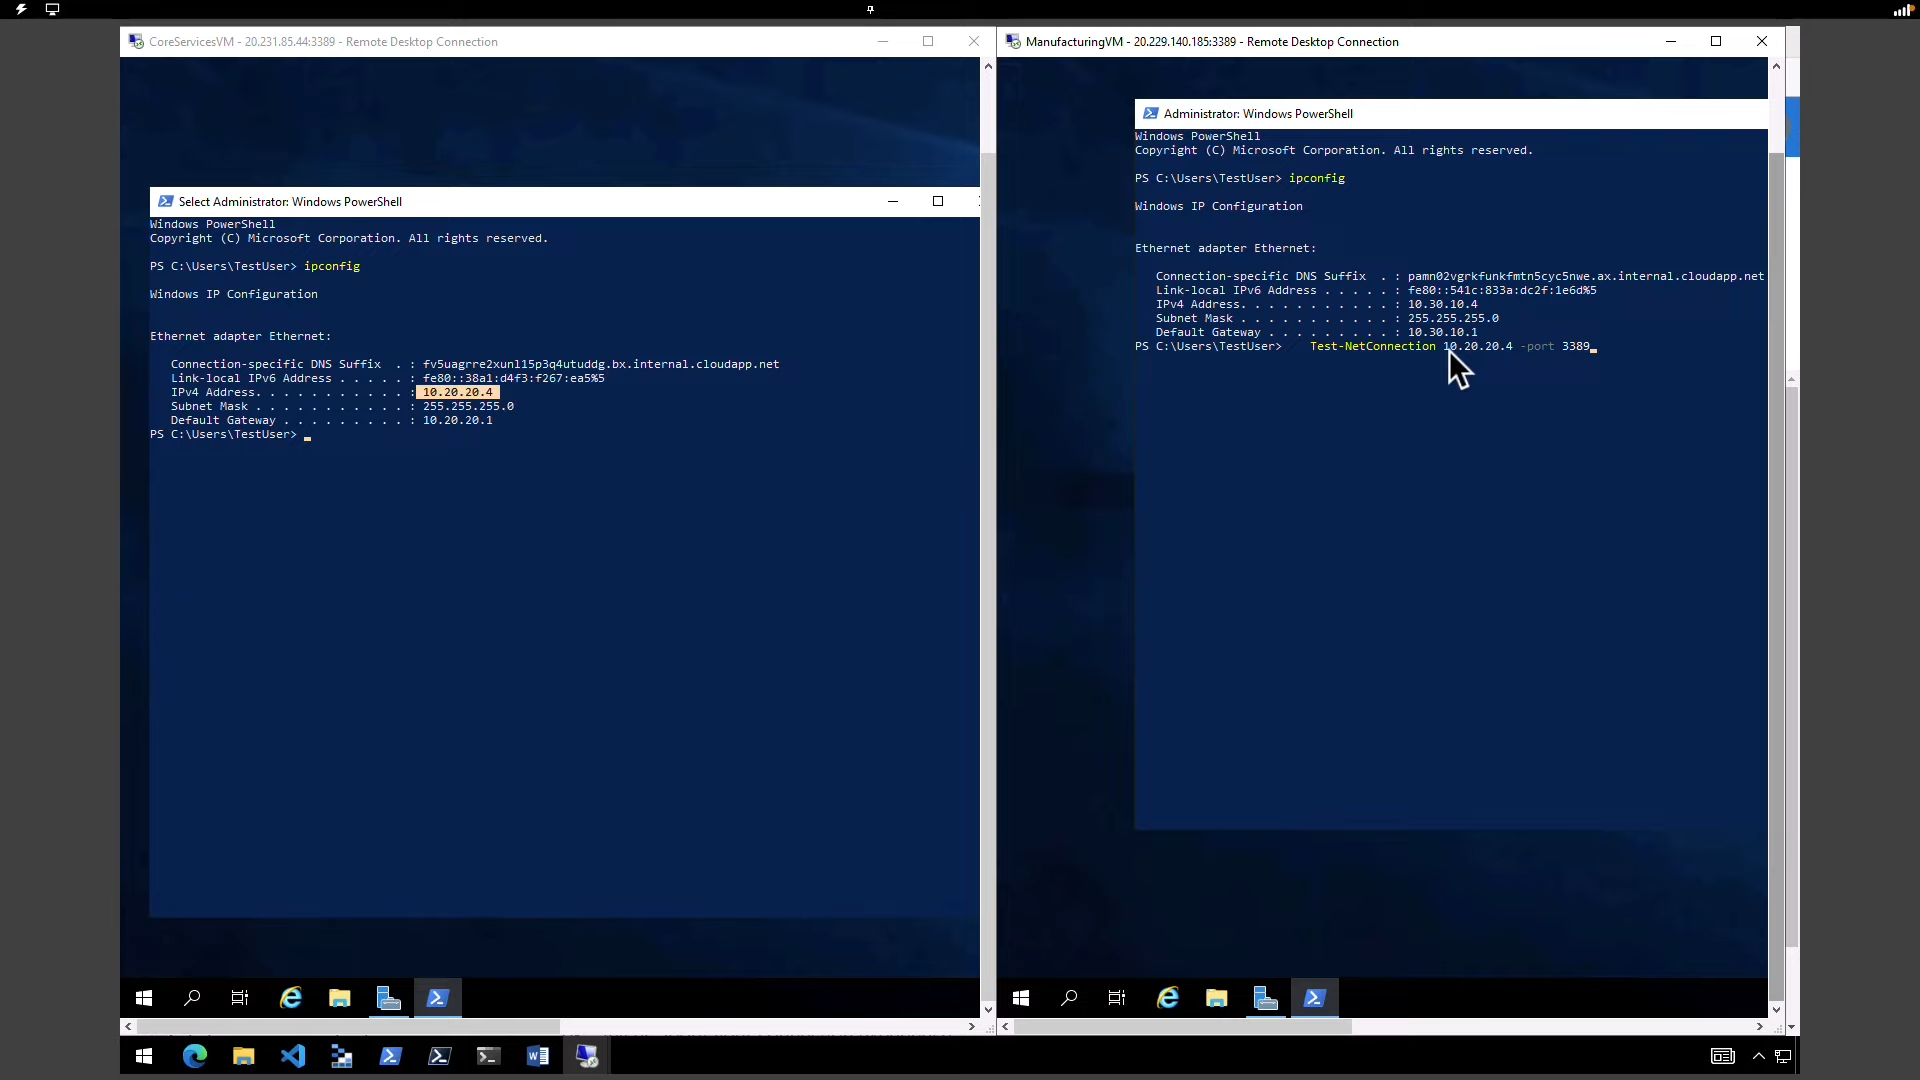 CoreServicesVM - 20.231.85.44:3389 - Remote Desktop Connection
Select Administrator: Windows PowerShell
Windows PowerShell
Copyright (C) Microsoft Corporation. All rights reserved.
PS C:\Users\TestUser> ipconfig
Windows IP Configuration
Ethernet adapter Ethernet:
Connection-specific DNS Suffix . : fv5uagrre2xunl15p3q4utuddg.bx.internal.cloudapp.net
Link-local IPv6 Address . . . . . : fe80::38a1:d4f3:f267:ea5%5
IPv4 Address. . . . . . . . . . . : 10.20.20.4
Subnet Mask . . . . . . . . . . . : 255.255.255.0
Default Gateway . . . . . . . . . : 10.20.20.1
PS C:\Users\TestUser>
ManufacturingVM - 20.229.140.185:3389 - Remote Desktop Connection
Administrator: Windows PowerShell
Windows PowerShell
Copyright (C) Microsoft Corporation. All rights reserved.
PS C:\Users\TestUser> ipconfig
Windows IP Configuration
Ethernet adapter Ethernet:
Connection-specific DNS Suffix . : pamn02vgrkfunkfmtn5cyc5nwe.ax.internal.cloudapp.net
Link-local IPv6 Address . . . . . : fe80::541c:833a:dc2f:1e6d%5
IPv4 Address. . . . . . . . . . . : 10.30.10.4
Subnet Mask . . . . . . . . . . . : 255.255.255.0
Default Gateway . . . . . . . . . : 10.30.10.1
PS C:\Users\TestUser>    Test-NetConnection 10.20.20.4 -port 3389